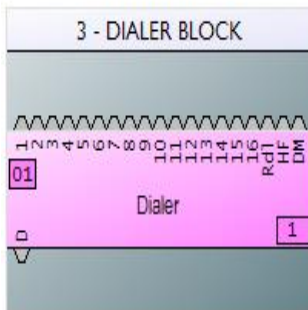 3 - DIALER BLOCK
1 2 3 4 5 6 7 8 9 10 11 12 13 14 15 16 Rdl HF DM
01
Dialer
1
D